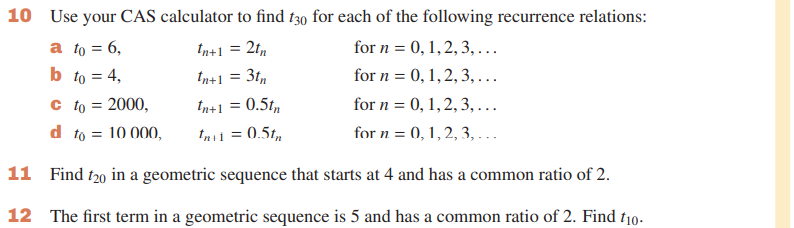 10 Use your CAS calculator to find t₃₀ for each of the following recurrence relations:
a t₀ = 6, tₙ₊₁ = 2tₙ for n = 0, 1, 2, 3, . . .
b t₀ = 4, tₙ₊₁ = 3tₙ for n = 0, 1, 2, 3, . . .
c t₀ = 2000, tₙ₊₁ = 0.5tₙ for n = 0, 1, 2, 3, . . .
d t₀ = 10 000, tₙ₊₁ = 0.5tₙ for n = 0, 1, 2, 3, . . .
11 Find t₂₀ in a geometric sequence that starts at 4 and has a common ratio of 2.
12 The first term in a geometric sequence is 5 and has a common ratio of 2. Find t₁₀.